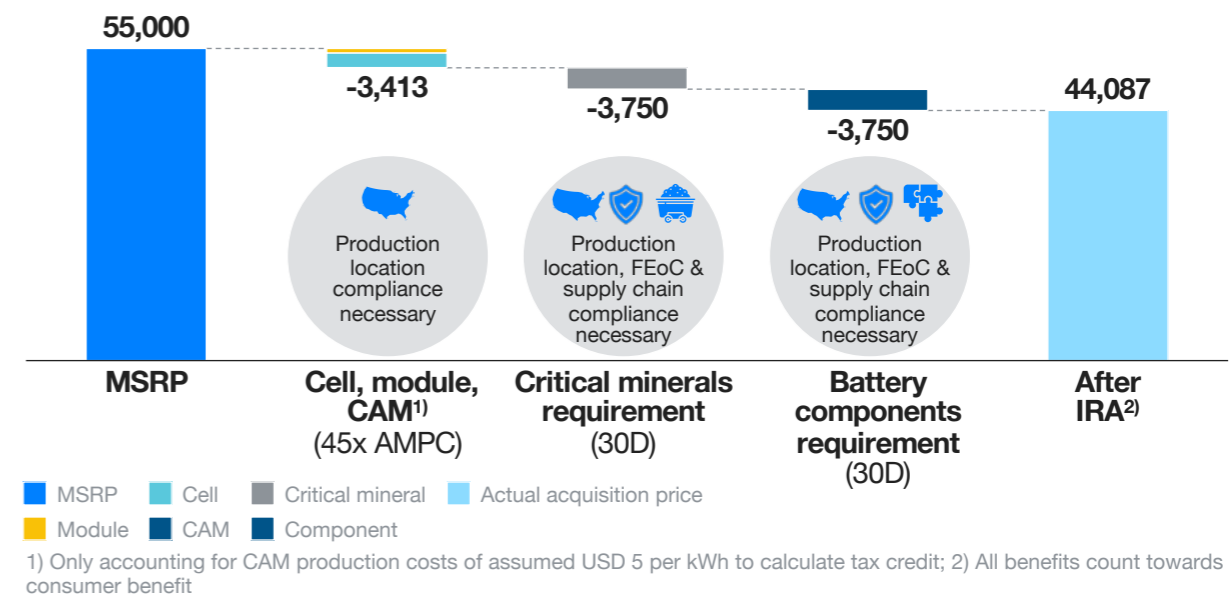 55,000
-3,413
-3,750
-3,750
44,087
Production
location
compliance
necessary
Production
location, FEoC &
supply chain
compliance
necessary
Production
location, FEoC &
supply chain
compliance
necessary
MSRP
Cell, module,
CAM¹⁾
(45x AMPC)
Critical minerals
requirement
(30D)
Battery
components
requirement
(30D)
After
IRA²⁾
MSRP
Cell
Critical mineral
Actual acquisition price
Module
CAM
Component
1) Only accounting for CAM production costs of assumed USD 5 per kWh to calculate tax credit; 2) All benefits count towards
consumer benefit